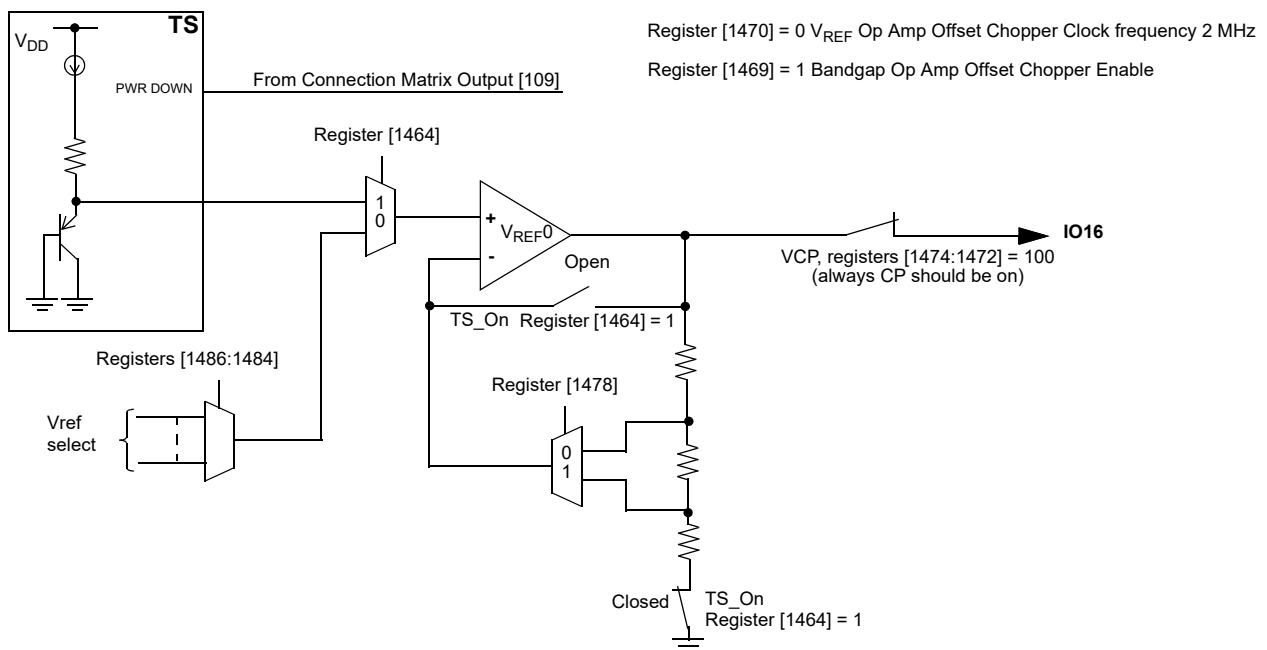 TS
V_DD
PWR DOWN
From Connection Matrix Output [109]
Register [1470] = 0 V_REF Op Amp Offset Chopper Clock frequency 2 MHz
Register [1469] = 1 Bandgap Op Amp Offset Chopper Enable
Register [1464]
1
0
+
V_REF0
-
Open
TS_On Register [1464] = 1
IO16
VCP, registers [1474:1472] = 100
(always CP should be on)
Registers [1486:1484]
Vref
select
Register [1478]
0
1
Closed
TS_On
Register [1464] = 1